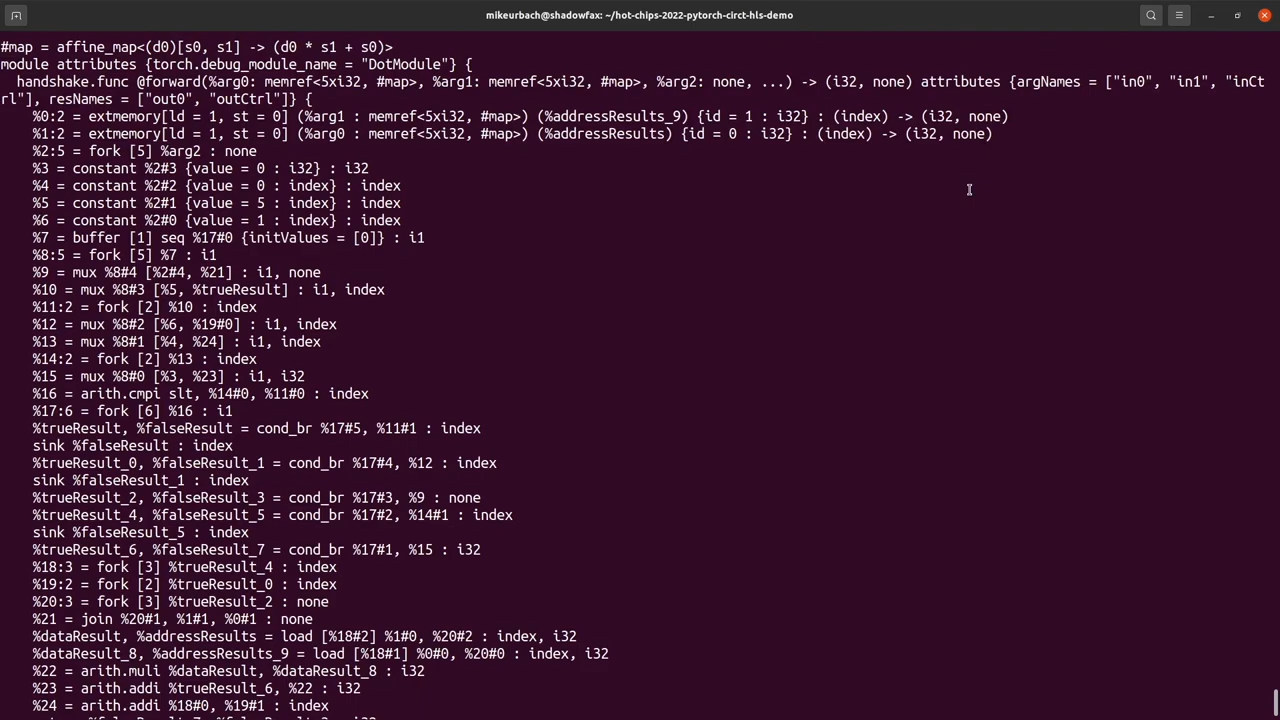 mikeurbach@shadowfax: ~/hot-chips-2022-pytorch-circt-hls-demo
#map = affine_map<(d0)[s0, s1] -> (d0 * s1 + s0)>
module attributes {torch.debug_module_name = "DotModule"} {
  handshake.func @forward(%arg0: memref<5xi32, #map>, %arg1: memref<5xi32, #map>, %arg2: none, ...) -> (i32, none) attributes {argNames = ["in0", "in1", "inCt
rl"], resNames = ["out0", "outCtrl"]} {
    %0:2 = extmemory[ld = 1, st = 0] (%arg1 : memref<5xi32, #map>) (%addressResults_9) {id = 1 : i32} : (index) -> (i32, none)
    %1:2 = extmemory[ld = 1, st = 0] (%arg0 : memref<5xi32, #map>) (%addressResults) {id = 0 : i32} : (index) -> (i32, none)
    %2:5 = fork [5] %arg2 : none
    %3 = constant %2#3 {value = 0 : i32} : i32
    %4 = constant %2#2 {value = 0 : index} : index
    %5 = constant %2#1 {value = 5 : index} : index
    %6 = constant %2#0 {value = 1 : index} : index
    %7 = buffer [1] seq %17#0 {initValues = [0]} : i1
    %8:5 = fork [5] %7 : i1
    %9 = mux %8#4 [%2#4, %21] : i1, none
    %10 = mux %8#3 [%5, %trueResult] : i1, index
    %11:2 = fork [2] %10 : index
    %12 = mux %8#2 [%6, %19#0] : i1, index
    %13 = mux %8#1 [%4, %24] : i1, index
    %14:2 = fork [2] %13 : index
    %15 = mux %8#0 [%3, %23] : i1, i32
    %16 = arith.cmpi slt, %14#0, %11#0 : index
    %17:6 = fork [6] %16 : i1
    %trueResult, %falseResult = cond_br %17#5, %11#1 : index
    sink %falseResult : index
    %trueResult_0, %falseResult_1 = cond_br %17#4, %12 : index
    sink %falseResult_1 : index
    %trueResult_2, %falseResult_3 = cond_br %17#3, %9 : none
    %trueResult_4, %falseResult_5 = cond_br %17#2, %14#1 : index
    sink %falseResult_5 : index
    %trueResult_6, %falseResult_7 = cond_br %17#1, %15 : i32
    %18:3 = fork [3] %trueResult_4 : index
    %19:2 = fork [2] %trueResult_0 : index
    %20:3 = fork [3] %trueResult_2 : none
    %21 = join %20#1, %1#1, %0#1 : none
    %dataResult, %addressResults = load [%18#2] %1#0, %20#2 : index, i32
    %dataResult_8, %addressResults_9 = load [%18#1] %0#0, %20#0 : index, i32
    %22 = arith.muli %dataResult, %dataResult_8 : i32
    %23 = arith.addi %trueResult_6, %22 : i32
    %24 = arith.addi %18#0, %19#1 : index